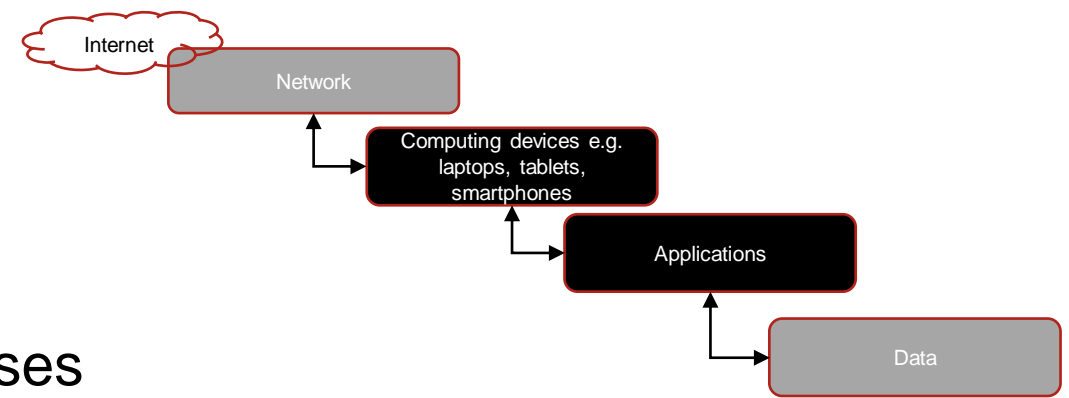 Internet
Network
Computing devices e.g.
laptops, tablets,
smartphones
Applications
Data
ses